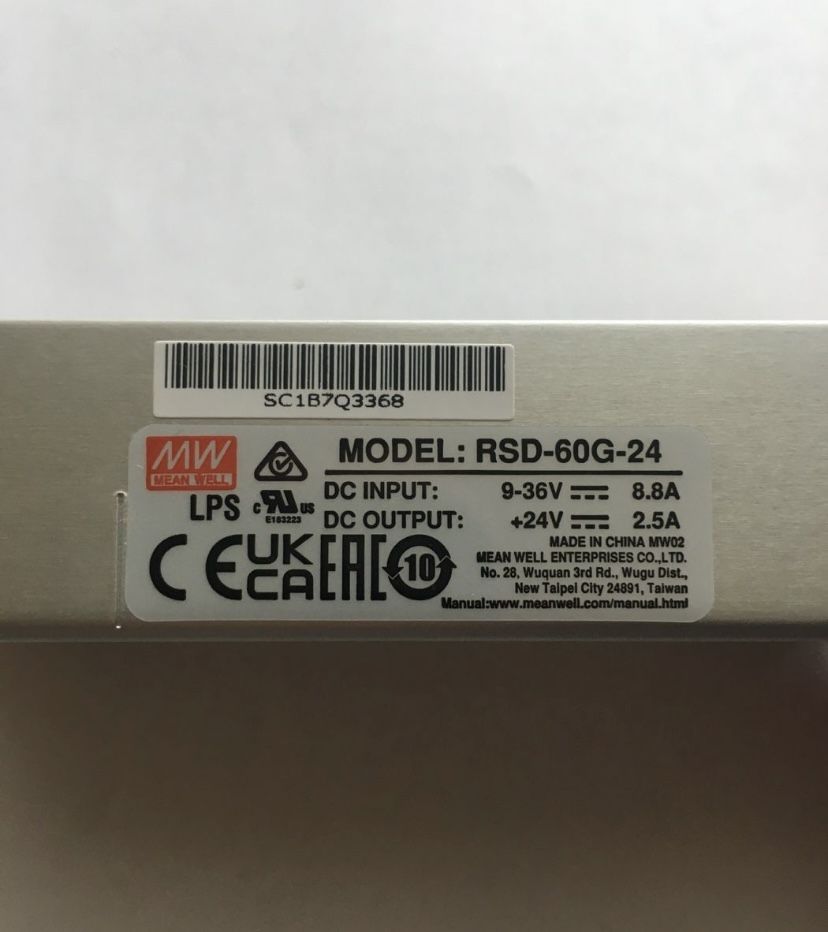 SC1B7Q3368
MW
MEAN WELL
MODEL: RSD-60G-24
LPS
c RU US
E183223
DC INPUT: 9-36V ⎓ 8.8A
DC OUTPUT: +24V ⎓ 2.5A
CE UK CA EAC 10
MADE IN CHINA MW02
MEAN WELL ENTERPRISES CO.,LTD.
No. 28, Wuquan 3rd Rd., Wugu Dist.,
New Taipei City 24891, Taiwan
Manual:www.meanwell.com/manual.html